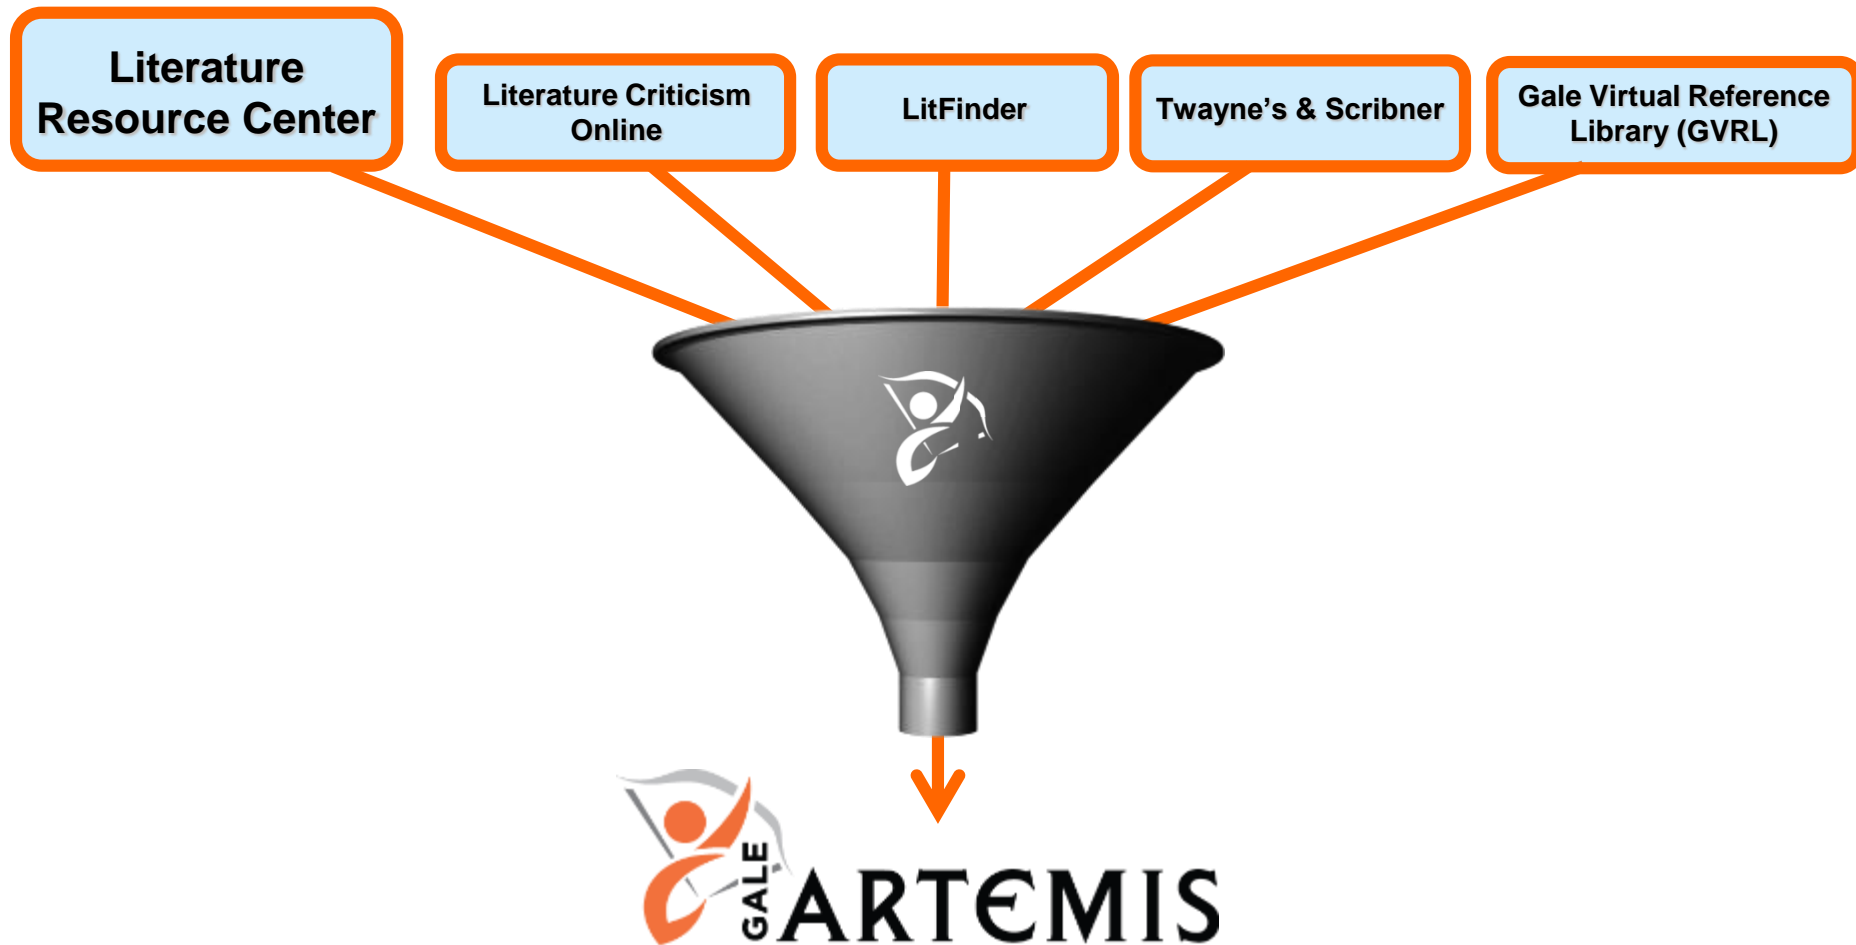 Literature
Resource Center
Literature Criticism
Online
LitFinder
Twayne’s & Scribner
Gale Virtual Reference
Library (GVRL)
GALE
ARTEMIS